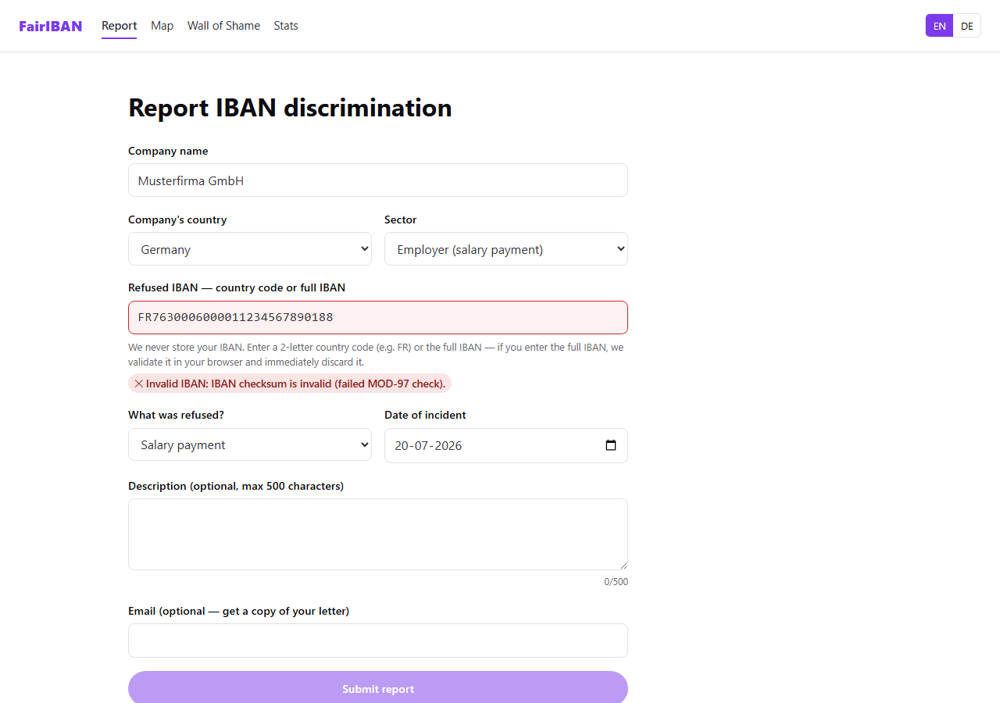 FairIBAN
Report Map Wall of Shame Stats
EN DE
Report IBAN discrimination
Company name
Musterfirma GmbH
Company's country Sector
Germany Employer (salary payment)
Refused IBAN — country code or full IBAN
FR7630006000011234567890188
We never store your IBAN. Enter a 2-letter country code (e.g. FR) or the full IBAN — if you enter the full IBAN, we
validate it in your browser and immediately discard it.
Invalid IBAN: IBAN checksum is invalid (failed MOD-97 check).
What was refused? Date of incident
Salary payment 20-07-2026
Description (optional, max 500 characters)
0/500
Email (optional — get a copy of your letter)
Submit report